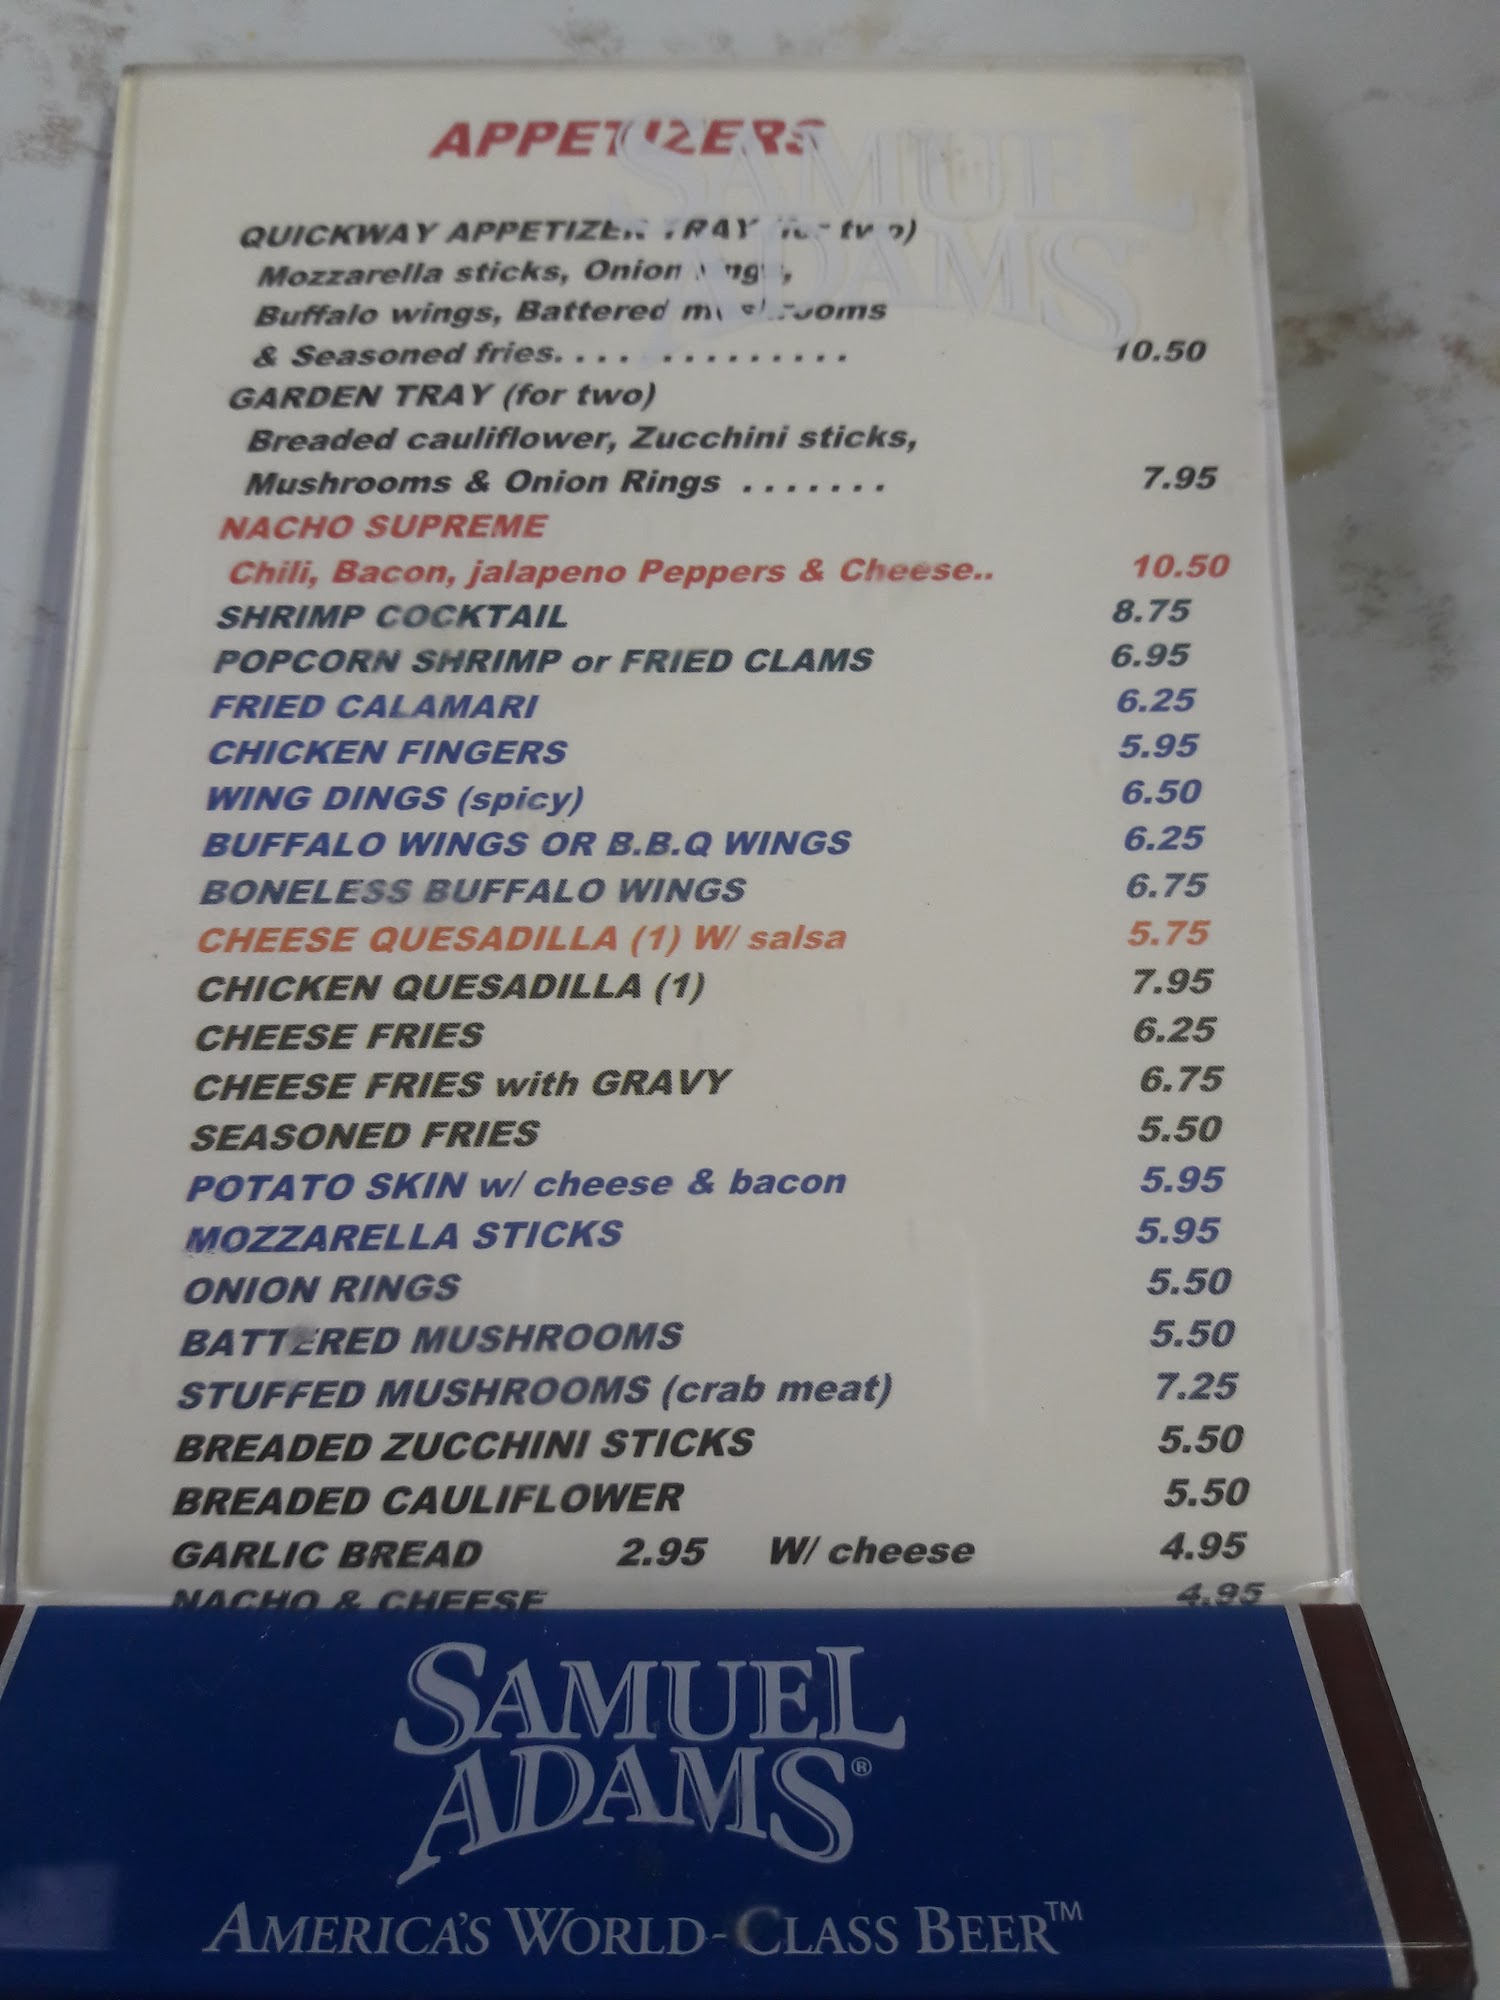 APPETIZERS
SAMUEL
ADAMS
QUICKWAY APPETIZER TRAY (for two)
Mozzarella sticks, Onion rings,
Buffalo wings, Battered mushrooms
& Seasoned fries. . . . . . . . . . . . . . 10.50
GARDEN TRAY (for two)
Breaded cauliflower, Zucchini sticks,
Mushrooms & Onion Rings . . . . . . . 7.95
NACHO SUPREME
Chili, Bacon, jalapeno Peppers & Cheese.. 10.50
SHRIMP COCKTAIL 8.75
POPCORN SHRIMP or FRIED CLAMS 6.95
FRIED CALAMARI 6.25
CHICKEN FINGERS 5.95
WING DINGS (spicy) 6.50
BUFFALO WINGS OR B.B.Q WINGS 6.25
BONELESS BUFFALO WINGS 6.75
CHEESE QUESADILLA (1) W/ salsa 5.75
CHICKEN QUESADILLA (1) 7.95
CHEESE FRIES 6.25
CHEESE FRIES with GRAVY 6.75
SEASONED FRIES 5.50
POTATO SKIN w/ cheese & bacon 5.95
MOZZARELLA STICKS 5.95
ONION RINGS 5.50
BATTERED MUSHROOMS 5.50
STUFFED MUSHROOMS (crab meat) 7.25
BREADED ZUCCHINI STICKS 5.50
BREADED CAULIFLOWER 5.50
GARLIC BREAD 2.95 W/ cheese 4.95
NACHO & CHEESE 4.95
SAMUEL
ADAMS®
AMERICA'S WORLD-CLASS BEER™